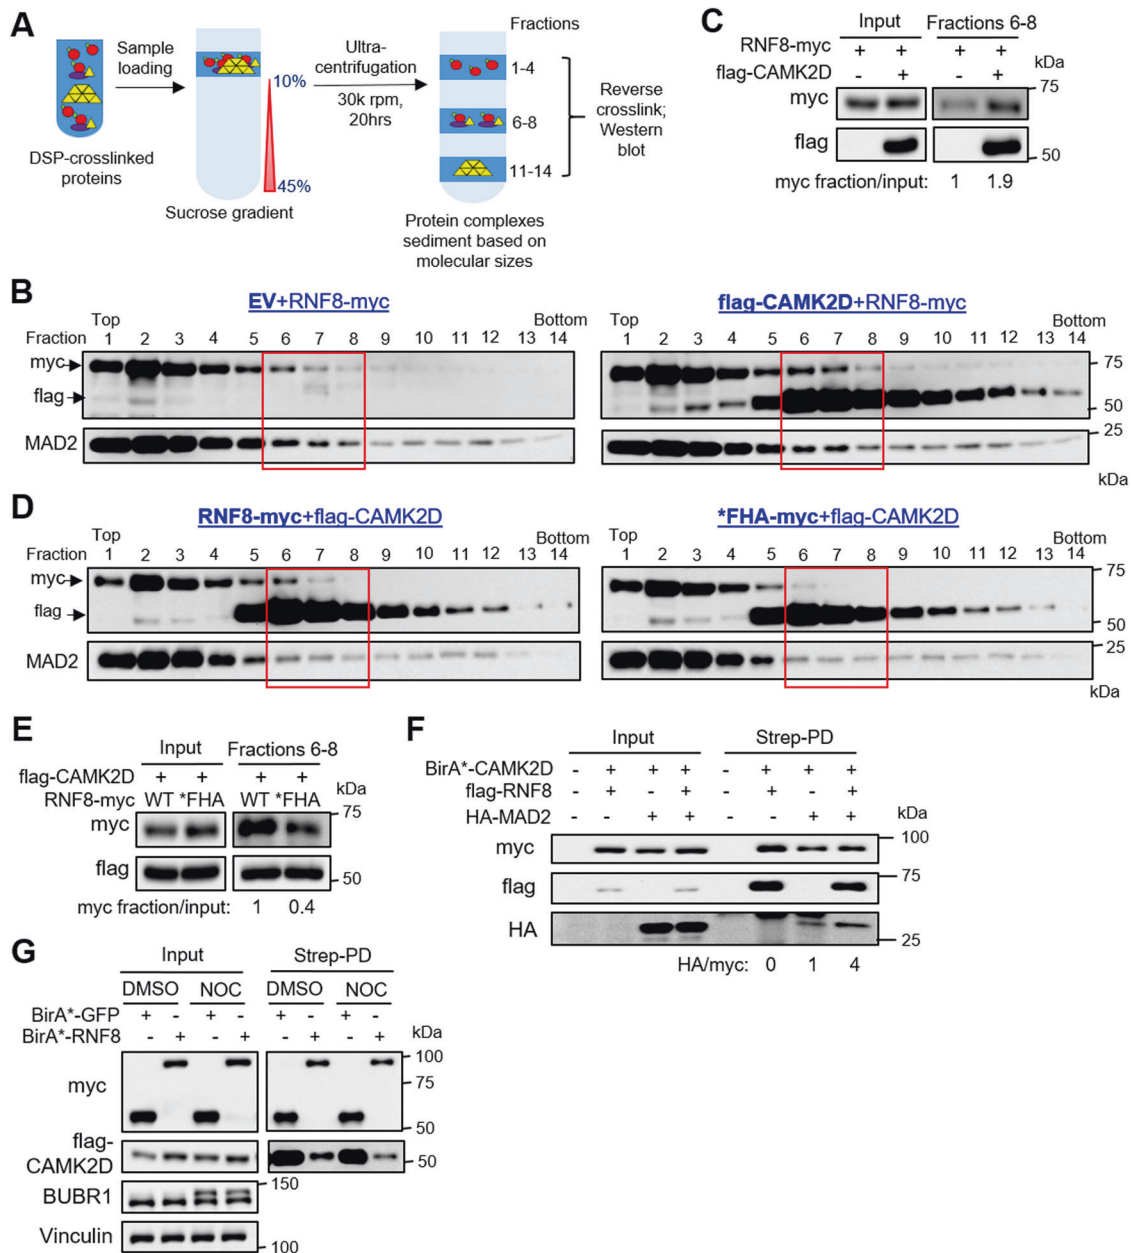 A
Fractions
Sample
loading
Ultra-
centrifugation
10%
1-4
30k rpm,
20hrs
Reverse
crosslink;
Western
blot
6-8
DSP-crosslinked
proteins
45%
11-14
Sucrose gradient
Protein complexes
sediment based on
molecular sizes
C
Input Fractions 6-8
RNF8-myc + + + + kDa
flag-CAMK2D - + - +
75
myc
flag
50
myc fraction/input: 1 1.9
B
EV+RNF8-myc
Top Bottom
Fraction 1 2 3 4 5 6 7 8 9 10 11 12 13 14
myc
flag
MAD2
flag-CAMK2D+RNF8-myc
Top Bottom
1 2 3 4 5 6 7 8 9 10 11 12 13 14
75
50
25
kDa
D
RNF8-myc+flag-CAMK2D
Top Bottom
Fraction 1 2 3 4 5 6 7 8 9 10 11 12 13 14
myc
flag
MAD2
*FHA-myc+flag-CAMK2D
Top Bottom
1 2 3 4 5 6 7 8 9 10 11 12 13 14
75
50
25
kDa
E
Input Fractions 6-8
flag-CAMK2D + + + +
RNF8-myc WT *FHA WT *FHA kDa
75
myc
flag
50
myc fraction/input: 1 0.4
F
Input Strep-PD
BirA*-CAMK2D - + + + - + + +
flag-RNF8 - + - + - + - +
HA-MAD2 - - + + - - + + kDa
100
myc
75
flag
HA
25
HA/myc: 0 1 4
G
Input Strep-PD
DMSO NOC DMSO NOC
BirA*-GFP + - + - + - + -
BirA*-RNF8 - + - + - + - + kDa
100
myc
75
50
flag-
CAMK2D
50
150
BUBR1
Vinculin
100